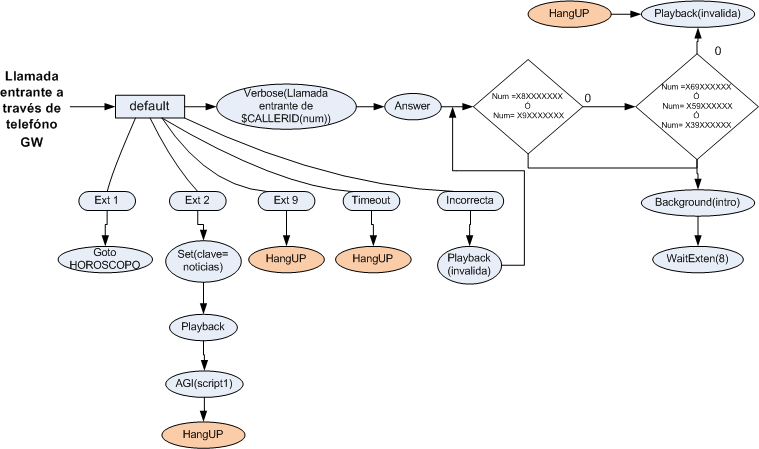 HangUP
Playback(invalida)
0
Llamada
entrante a
través de
telefóno
GW
default
Verbose(Llamada
entrante de
$CALLERID(num))
Answer
Num =X8XXXXXXX
O
Num= X9XXXXXXX
0
Num =X69XXXXXX
Ó
Num= X59XXXXXX
Ó
Num= X39XXXXXX
Ext 1
Ext 2
Ext 9
Timeout
Incorrecta
Background(intro)
Goto
HOROSCOPO
Set(clave=
noticias)
HangUP
HangUP
Playback
(invalida)
WaitExten(8)
Playback
AGI(script1)
HangUP